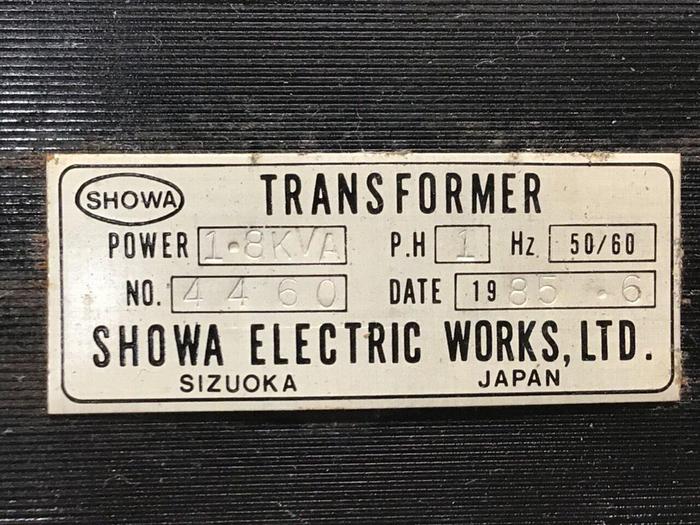 SHOWA TRANSFORMER
POWER 1.8KVA P.H 1 Hz 50/60
NO. 4460 DATE 1985.6
SHOWA ELECTRIC WORKS, LTD.
SIZUOKA JAPAN